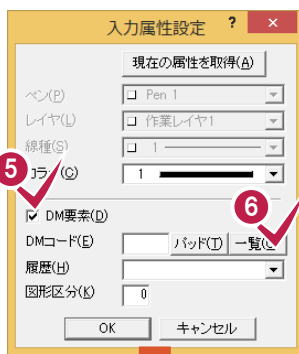 入力属性設定 ? ×
現在の属性を取得(A)
ペン(P) Pen 1
レイヤ(L) 作業レイヤ1
線種(S) 1
5 カラー(C) 1
DM要素(D)
6
DMコード(E) パッド(T) 一覧(
履歴(H)
図形区分(K) 0
OK キャンセル